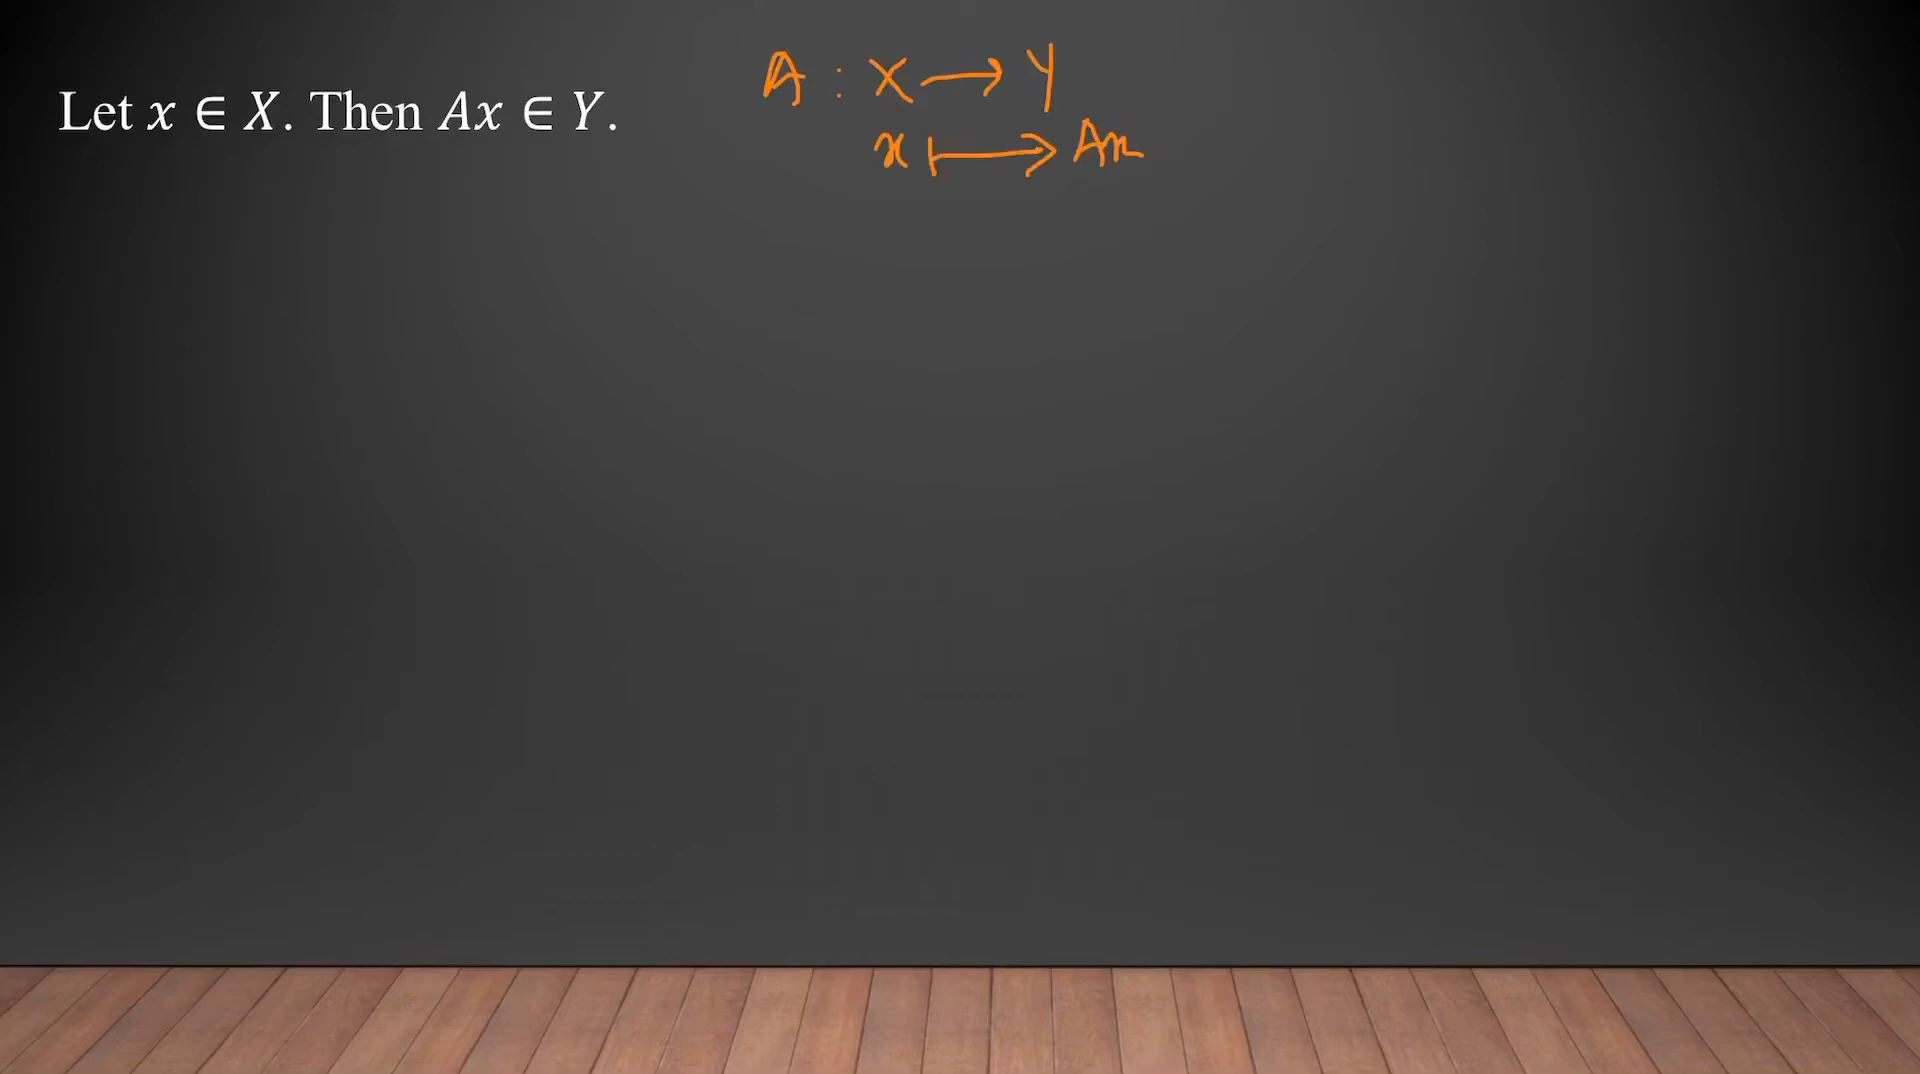 Let 𝑥 ∈ 𝑋. Then 𝐴𝑥 ∈ 𝑌.
A : X → Y
x ↦ Ax